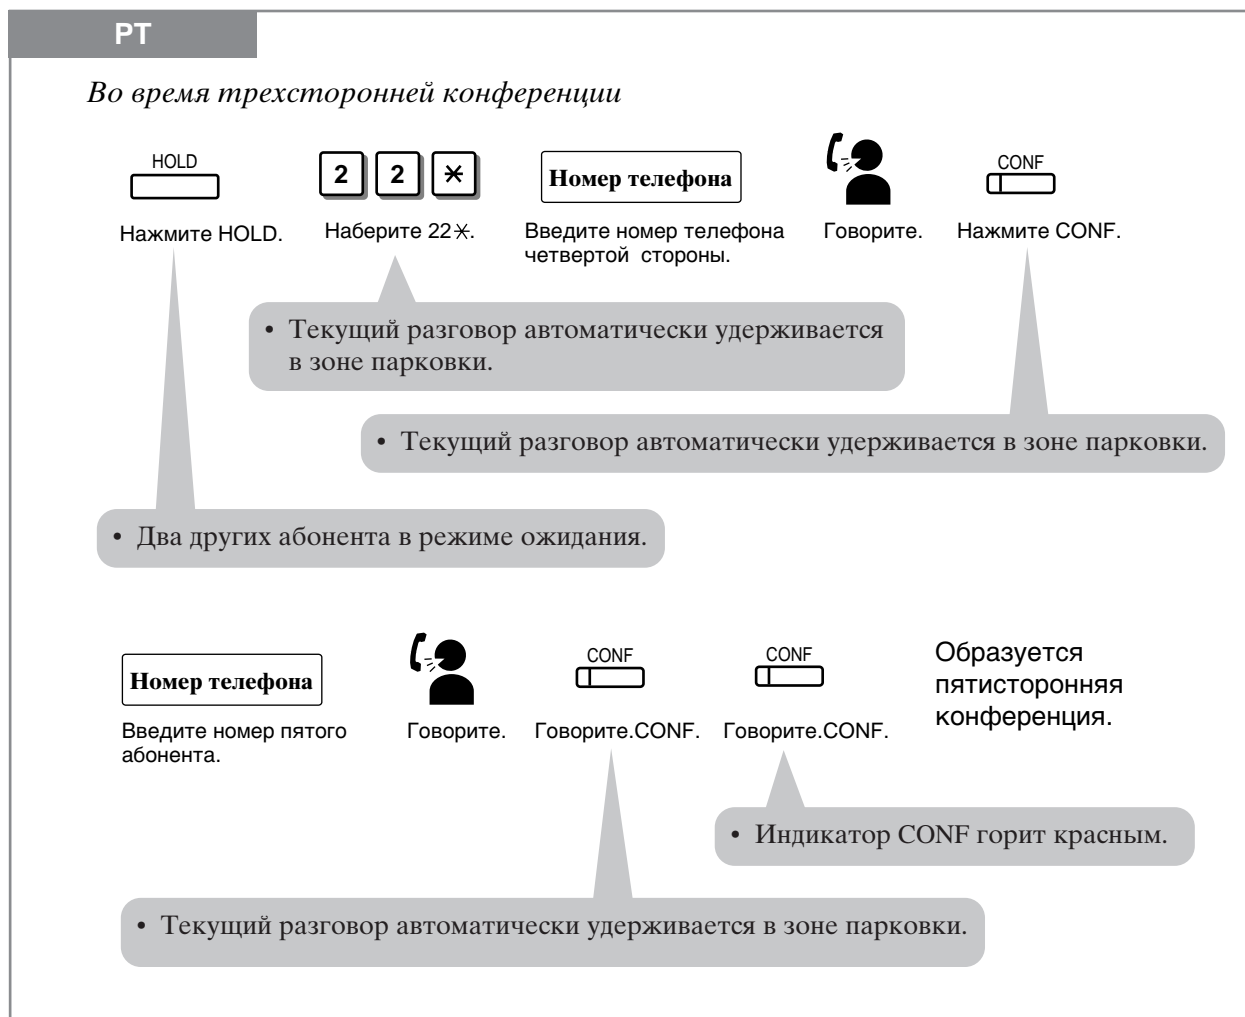 PT
Во время трехсторонней конференции
HOLD
2 2 ✳
Номер телефона
CONF
Нажмите HOLD.
Наберите 22✳.
Введите номер телефона
четвертой стороны.
Говорите.
Нажмите CONF.
• Текущий разговор автоматически удерживается
в зоне парковки.
• Текущий разговор автоматически удерживается в зоне парковки.
• Два других абонента в режиме ожидания.
Номер телефона
CONF
CONF
Введите номер пятого
абонента.
Говорите.
Говорите.CONF.
Говорите.CONF.
Образуется
пятисторонняя
конференция.
• Индикатор CONF горит красным.
• Текущий разговор автоматически удерживается в зоне парковки.